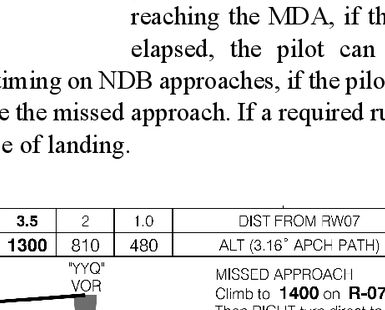 reaching the MDA, if th
elapsed, the pilot can
timing on NDB approaches, if the pilo
e the missed approach. If a required ru
e of landing.
3.5 2 1.0 DIST FROM RW07
1300 810 480 ALT (3.16° APCH PATH)
"YYQ"
VOR
MISSED APPROACH
Climb to 1400 on R-07
Then RIGHT turn direct to